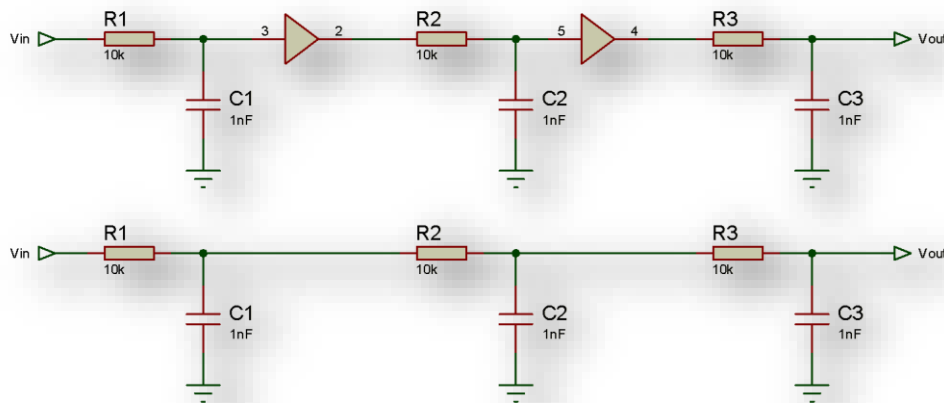 R1 R2 R3
Vin 3 2 5 4 Vout
10k 10k 10k
C1 C2 C3
1nF 1nF 1nF
R1 R2 R3
Vin Vout
10k 10k 10k
C1 C2 C3
1nF 1nF 1nF